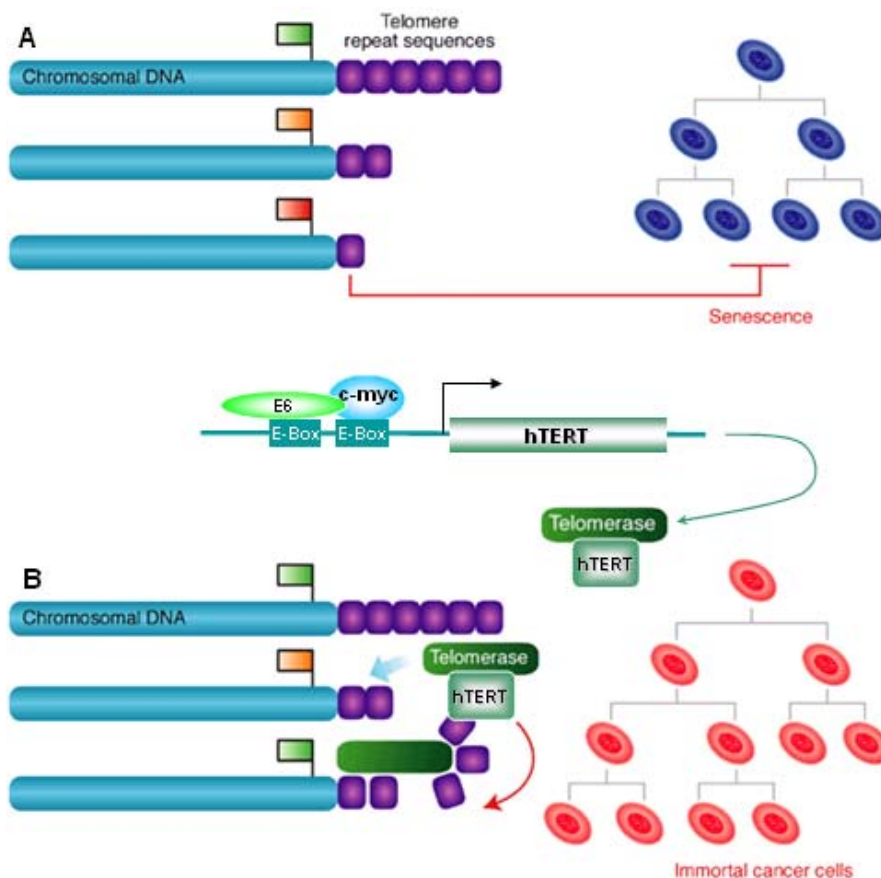 A
Telomere
repeat sequences
Chromosomal DNA
Senescence
E6
c-myc
E-Box
E-Box
hTERT
Telomerase
hTERT
B
Chromosomal DNA
Telomerase
hTERT
Immortal cancer cells